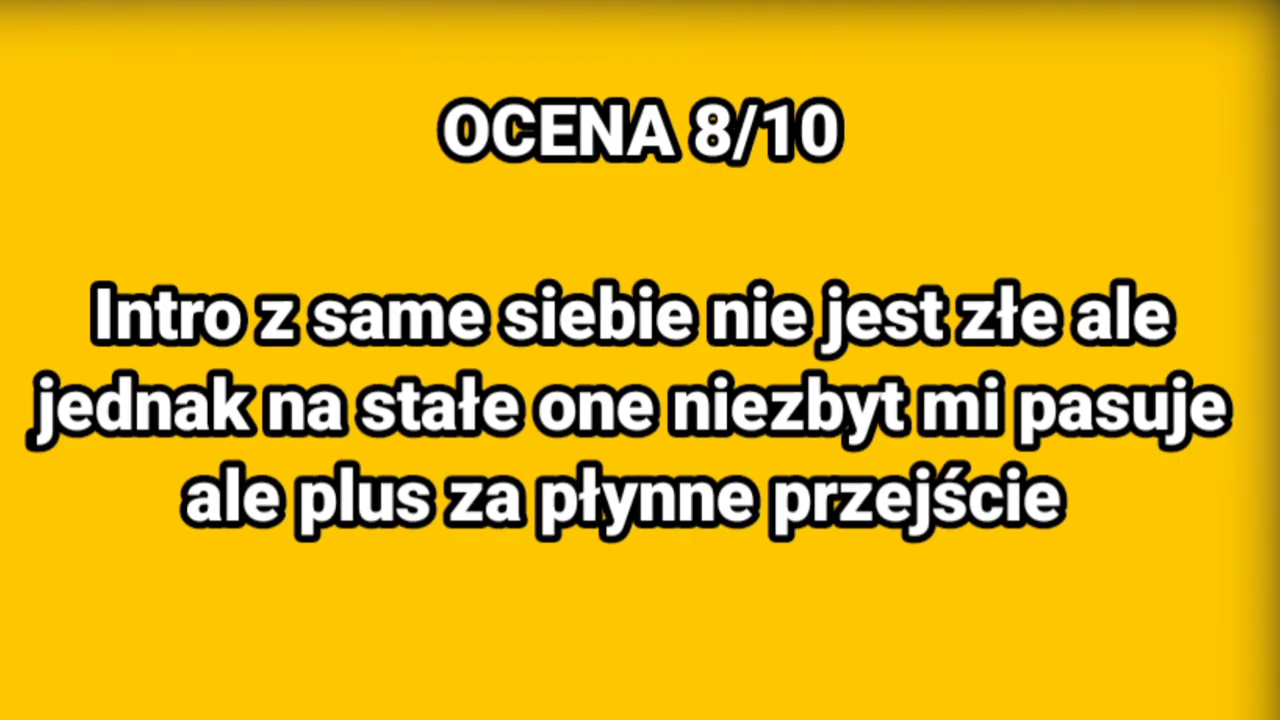 OCENA 8/10
Intro z same siebie nie jest złe ale
jednak na stałe one niezbyt mi pasuje
ale plus za płynne przejście